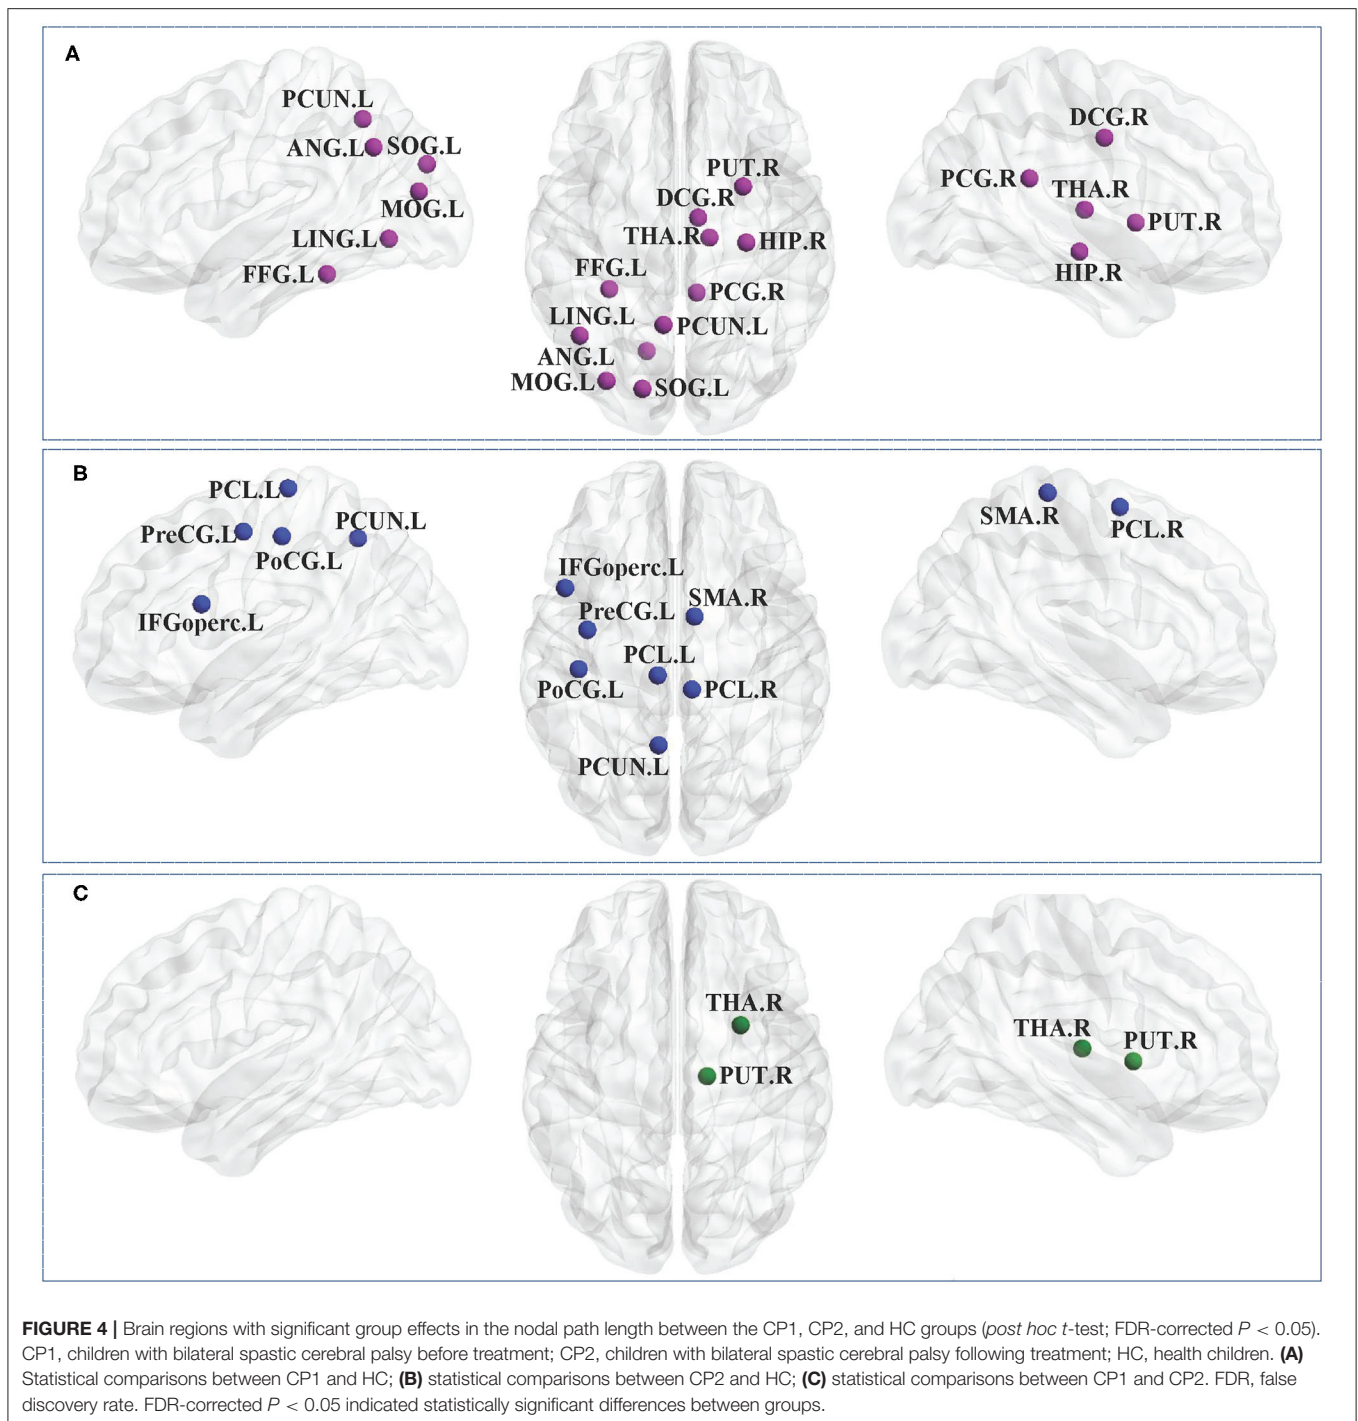 A
PCUN.L
ANG.L SOG.L
MOG.L
LING.L
FFG.L
PUT.R
DCG.R
THA.R HIP.R
FFG.L
PCG.R
LING.L
PCUN.L
ANG.L
MOG.L SOG.L
DCG.R
PCG.R
THA.R
PUT.R
HIP.R
B
PCL.L
PreCG.L
PCUN.L
PoCG.L
IFGoperc.L
IFGoperc.L
PreCG.L SMA.R
PCL.L
PoCG.L PCL.R
PCUN.L
SMA.R
PCL.R
C
THA.R
PUT.R
THA.R
PUT.R
FIGURE 4 | Brain regions with significant group effects in the nodal path length between the CP1, CP2, and HC groups (post hoc t-test; FDR-corrected P < 0.05).
CP1, children with bilateral spastic cerebral palsy before treatment; CP2, children with bilateral spastic cerebral palsy following treatment; HC, health children. (A)
Statistical comparisons between CP1 and HC; (B) statistical comparisons between CP2 and HC; (C) statistical comparisons between CP1 and CP2. FDR, false
discovery rate. FDR-corrected P < 0.05 indicated statistically significant differences between groups.